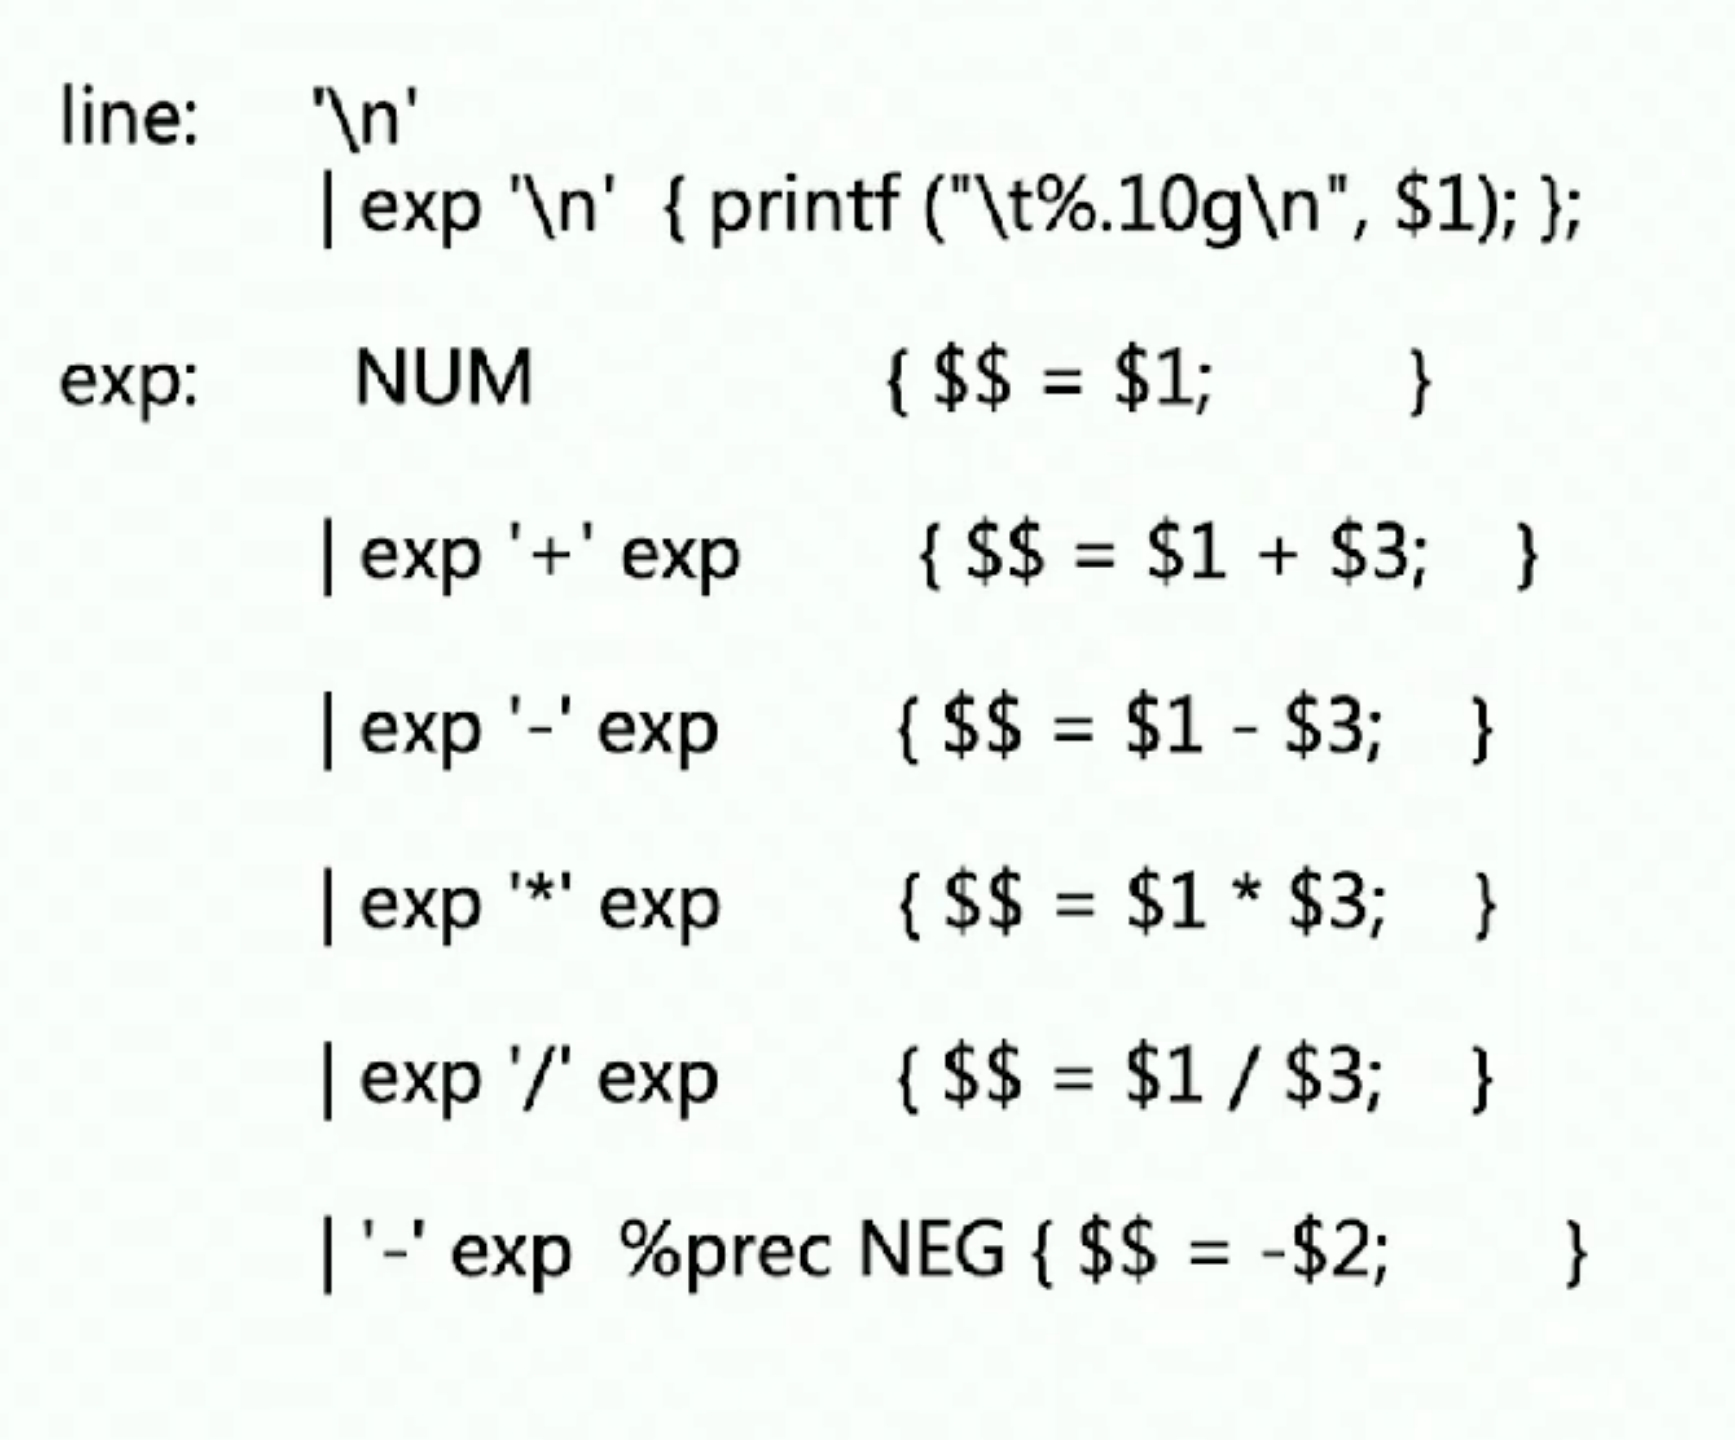 line: '\n'
| exp '\n' { printf ("\t%.10g\n", $1); };
exp: NUM { $$ = $1; }
| exp '+' exp { $$ = $1 + $3; }
| exp '-' exp { $$ = $1 - $3; }
| exp '*' exp { $$ = $1 * $3; }
| exp '/' exp { $$ = $1 / $3; }
| '-' exp %prec NEG { $$ = -$2; }